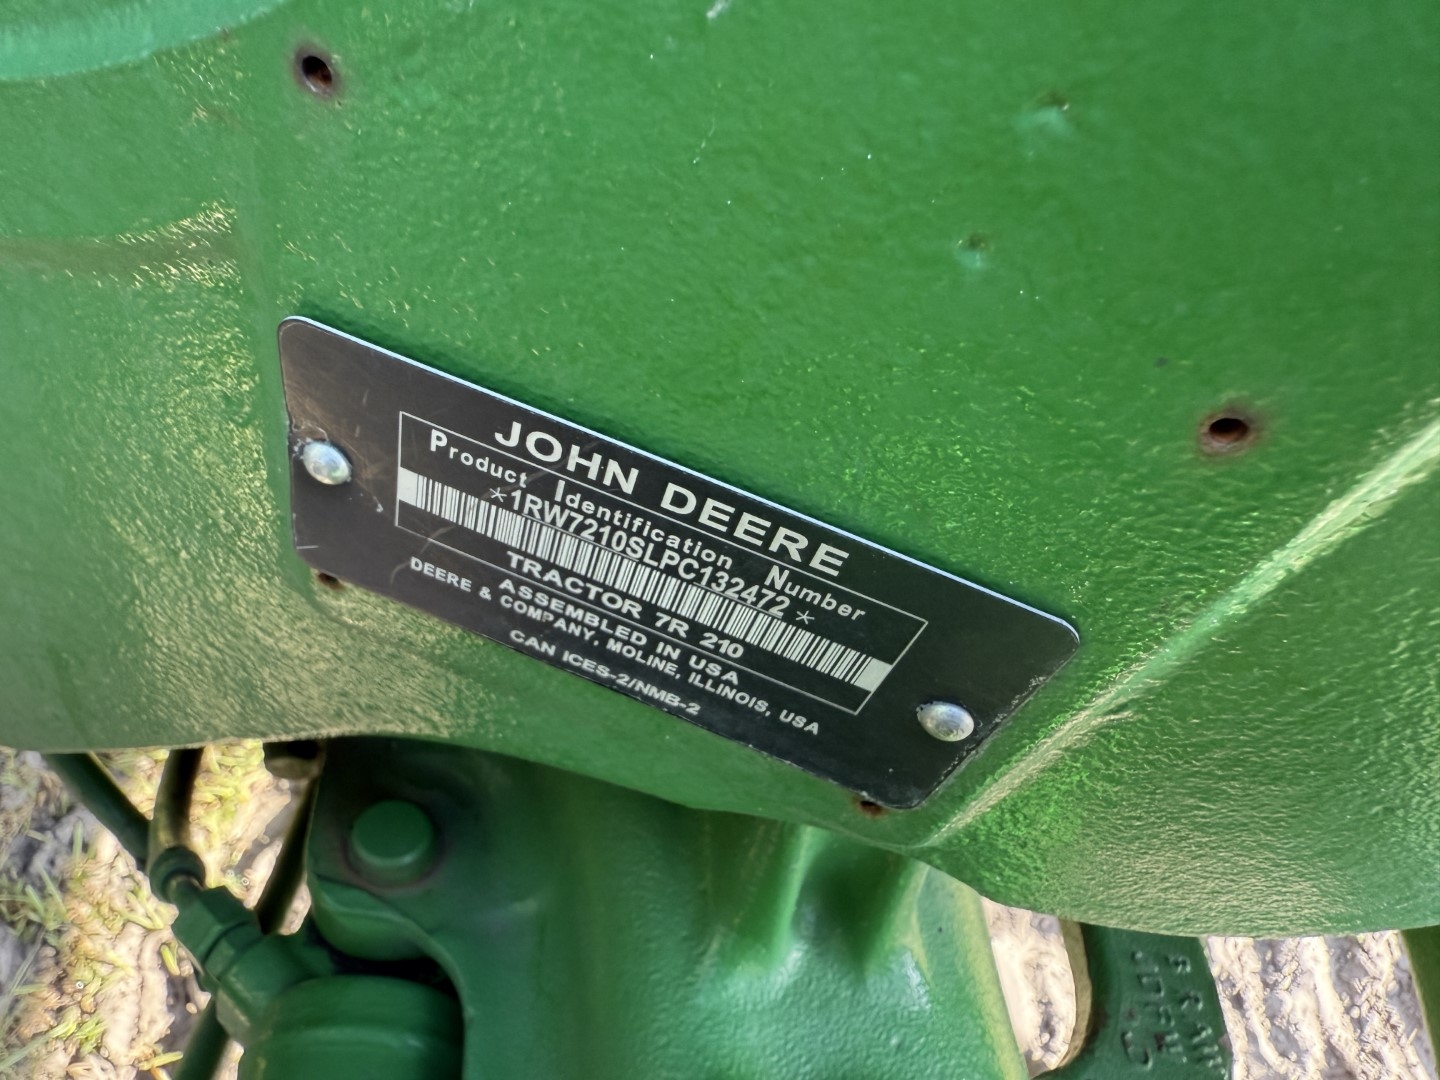 JOHN DEERE
Product Identification Number
*1RW7210SLPC132472*
TRACTOR 7R 210
ASSEMBLED IN USA
DEERE & COMPANY, MOLINE, ILLINOIS, USA
CAN ICES-2/NMB-2